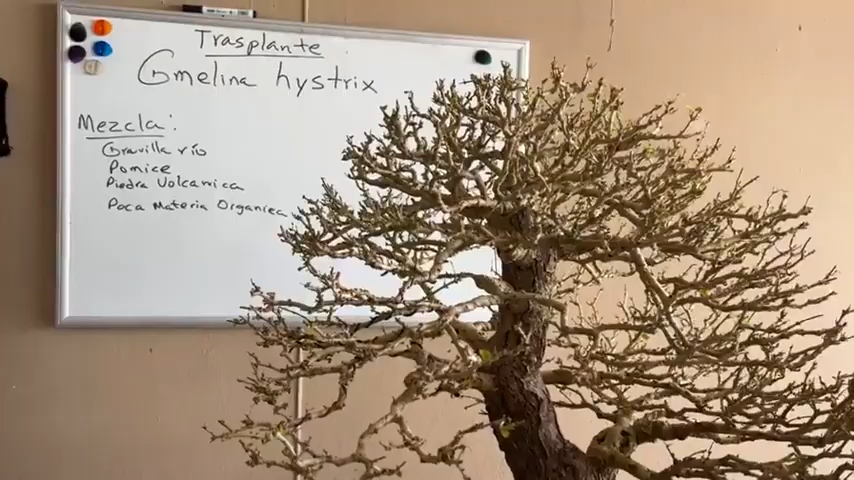 Trasplante
Gmelina hystrix
Mezcla:
Gravilla río
Pomice
Piedra Volcanica
Poca Materia Organica